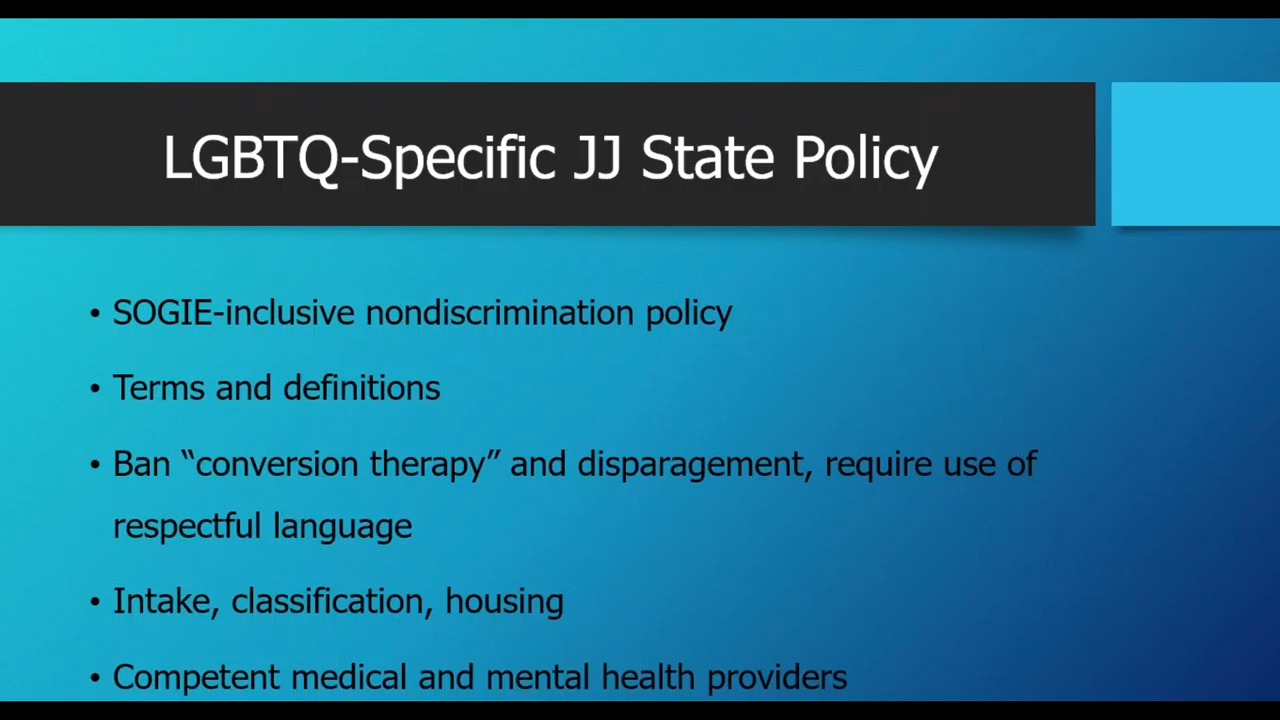 LGBTQ-Specific JJ State Policy
• SOGIE-inclusive nondiscrimination policy
• Terms and definitions
• Ban “conversion therapy” and disparagement, require use of
respectful language
• Intake, classification, housing
• Competent medical and mental health providers